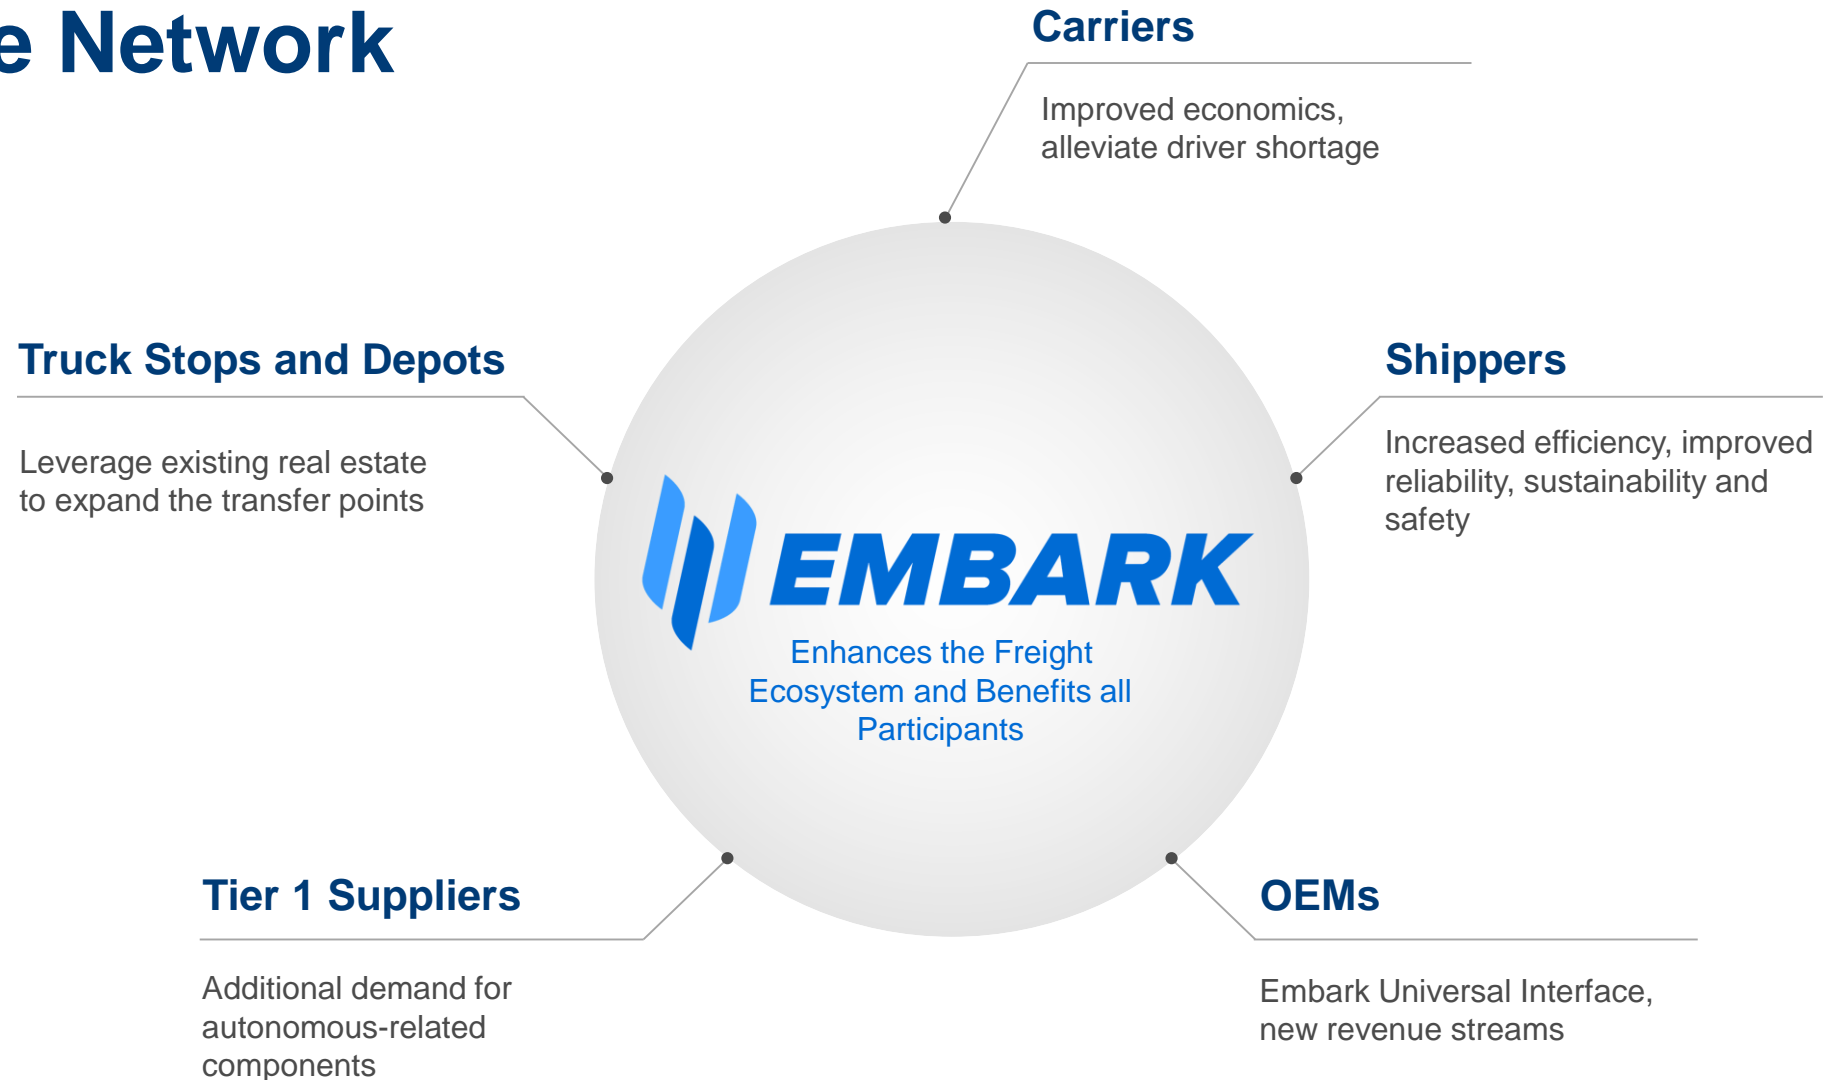 e Network
Carriers
Improved economics,
alleviate driver shortage
Truck Stops and Depots
Leverage existing real estate
to expand the transfer points
Shippers
Increased efficiency, improved
reliability, sustainability and
safety
EMBARK
Enhances the Freight
Ecosystem and Benefits all
Participants
Tier 1 Suppliers
Additional demand for
autonomous-related
components
OEMs
Embark Universal Interface,
new revenue streams